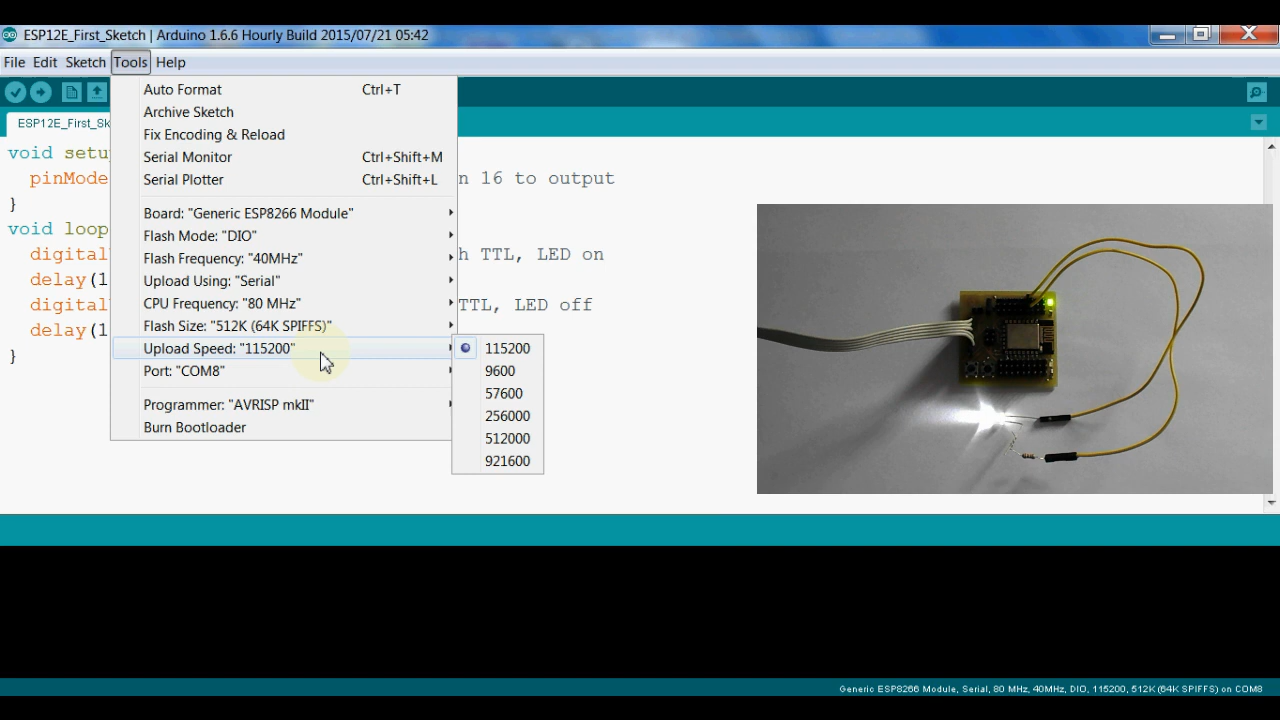 ESP12E_First_Sketch | Arduino 1.6.6 Hourly Build 2015/07/21 05:42
File Edit Sketch Tools Help
ESP12E_First_Sk
Auto Format Ctrl+T
Archive Sketch
Fix Encoding & Reload
Serial Monitor Ctrl+Shift+M
Serial Plotter Ctrl+Shift+L
Board: "Generic ESP8266 Module"
Flash Mode: "DIO"
Flash Frequency: "40MHz"
Upload Using: "Serial"
CPU Frequency: "80 MHz"
Flash Size: "512K (64K SPIFFS)"
Upload Speed: "115200"
Port: "COM8"
Programmer: "AVRISP mkII"
Burn Bootloader
115200
9600
57600
256000
512000
921600
void setu
pinMode n 16 to output
}
void loop
digital h TTL, LED on
delay(1
digital TTL, LED off
delay(1
}
Generic ESP8266 Module, Serial, 80 MHz, 40MHz, DIO, 115200, 512K (64K SPIFFS) on COM8